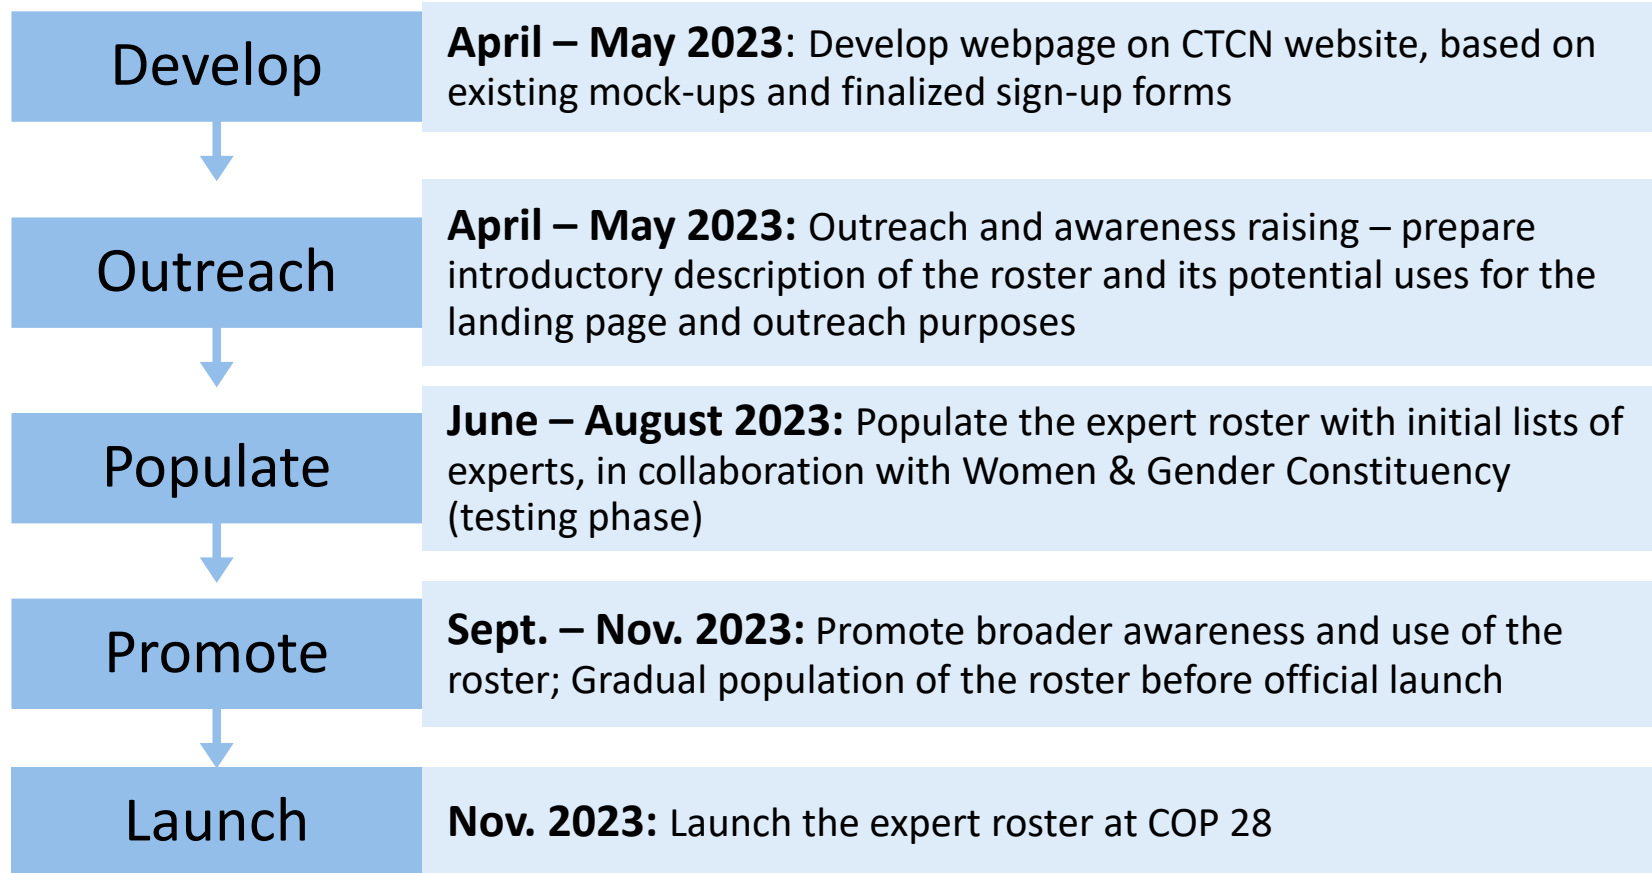 Develop
April – May 2023: Develop webpage on CTCN website, based on
existing mock-ups and finalized sign-up forms
Outreach
April – May 2023: Outreach and awareness raising – prepare
introductory description of the roster and its potential uses for the
landing page and outreach purposes
Populate
June – August 2023: Populate the expert roster with initial lists of
experts, in collaboration with Women & Gender Constituency
(testing phase)
Promote
Sept. – Nov. 2023: Promote broader awareness and use of the
roster; Gradual population of the roster before official launch
Launch
Nov. 2023: Launch the expert roster at COP 28